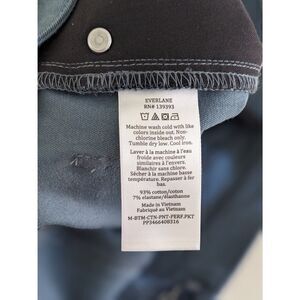 EVERLANE
RN# 139393
Machine wash cold with like
colors inside out. Non-
chlorine bleach only.
Tumble dry low. Cool iron.
Laver à la machine à l'eau
froide avec couleurs
similaires à l'envers.
Blanchir sans chlore.
Sécher à la machine basse
température. Repasser à fer
bas.
93% cotton/coton
7% elastane/élasthanne
Made in Vietnam
Fabriqué au Vietnam
M-BTM-CTN-PNT-PERF.PKT
PP3466408316